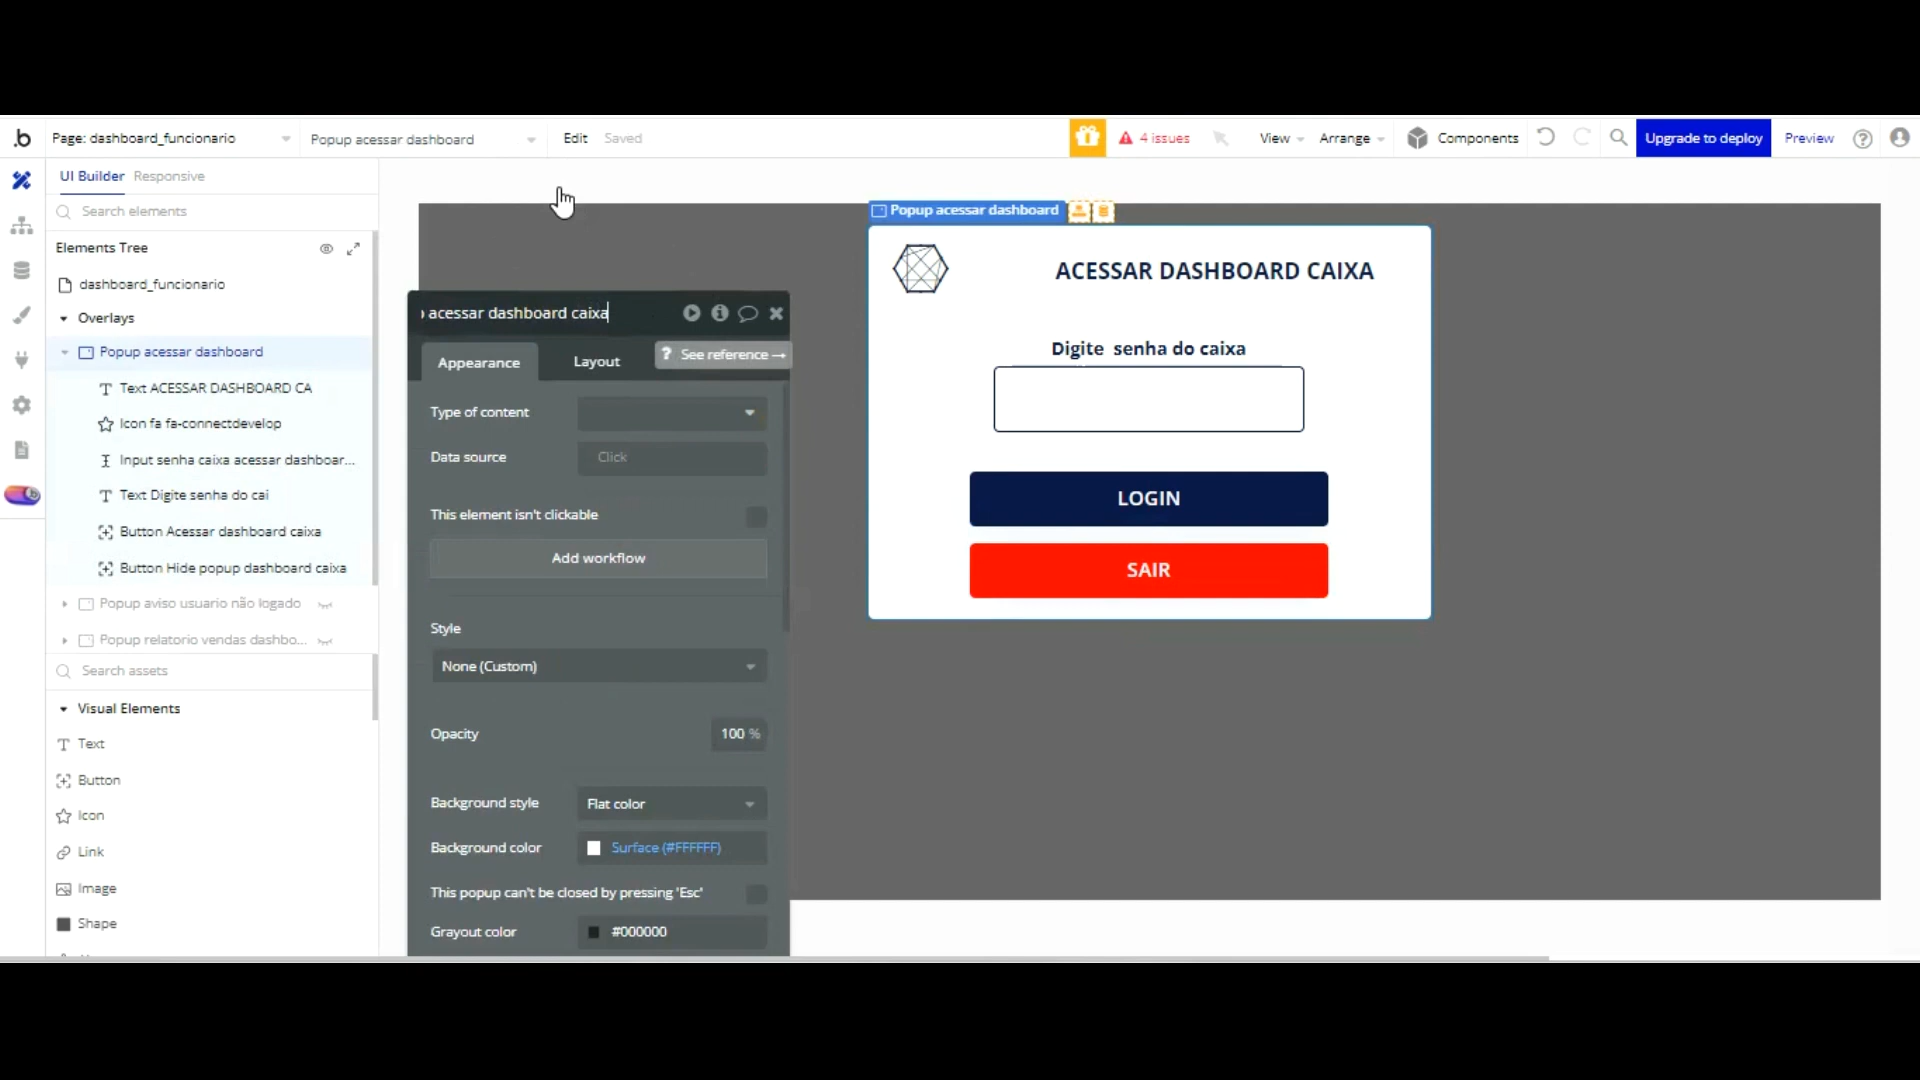 .b
Page: dashboard_funcionario
Popup acessar dashboard
Edit
Saved
4 issues
View
Arrange
Components
Upgrade to deploy
Preview
UI Builder
Responsive
Search elements
Elements Tree
dashboard_funcionario
Overlays
Popup acessar dashboard
Text ACESSAR DASHBOARD CA
Icon fa fa-connectdevelop
Input senha caixa acessar dashboar...
Text Digite senha do cai
Button Acessar dashboard caixa
Button Hide popup dashboard caixa
Popup aviso usuario não logado
Popup relatorio vendas dashbo...
Search assets
Visual Elements
Text
Button
Icon
Link
Image
Shape
acessar dashboard caixa
Appearance
Layout
? See reference →
Type of content
Data source
Click
This element isn't clickable
Add workflow
Style
None (Custom)
Opacity
100 %
Background style
Flat color
Background color
Surface (#FFFFFF)
This popup can't be closed by pressing 'Esc'
Grayout color
#000000
Popup acessar dashboard
ACESSAR DASHBOARD CAIXA
Digite senha do caixa
LOGIN
SAIR